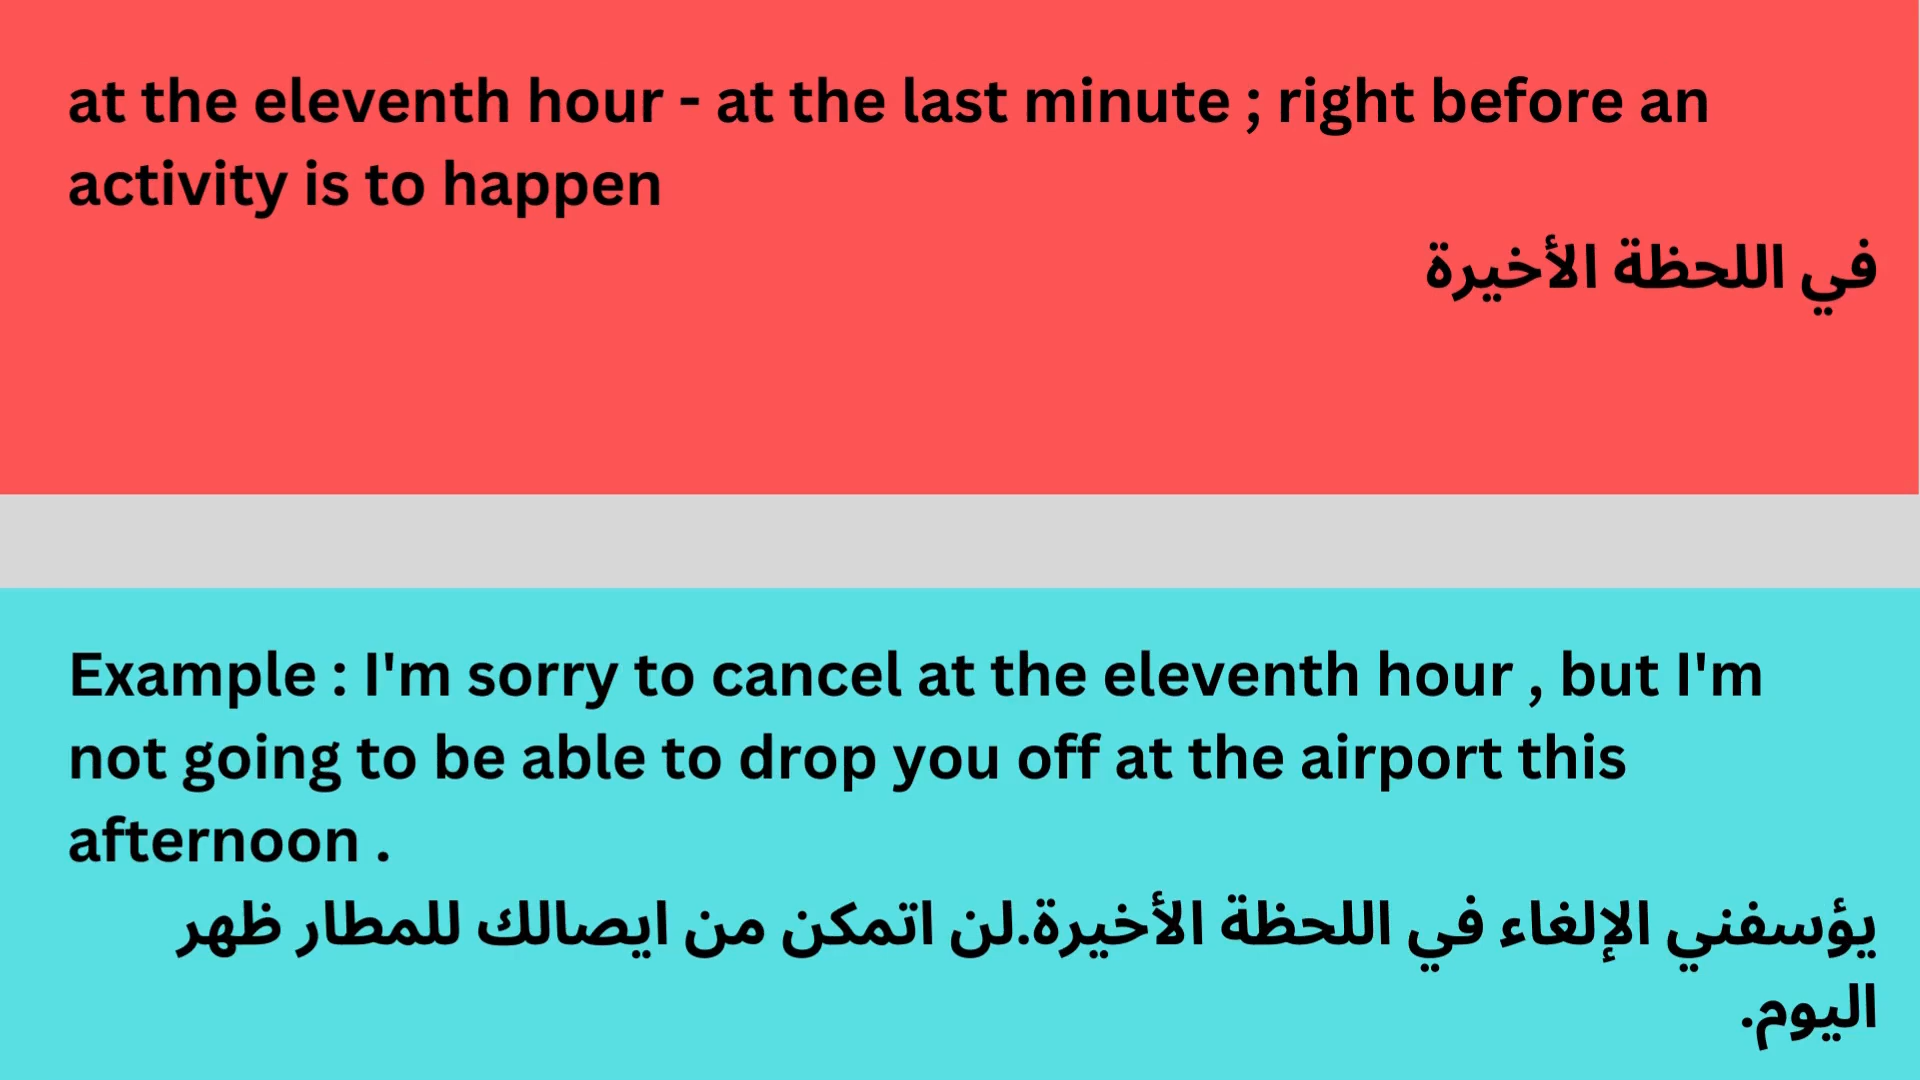 at the eleventh hour - at the last minute ; right before an
activity is to happen
في اللحظة الأخيرة
Example : I'm sorry to cancel at the eleventh hour , but I'm
not going to be able to drop you off at the airport this
afternoon .
يؤسفني الإلغاء في اللحظة الأخيرة.لن اتمكن من ايصالك للمطار ظهر
اليوم.